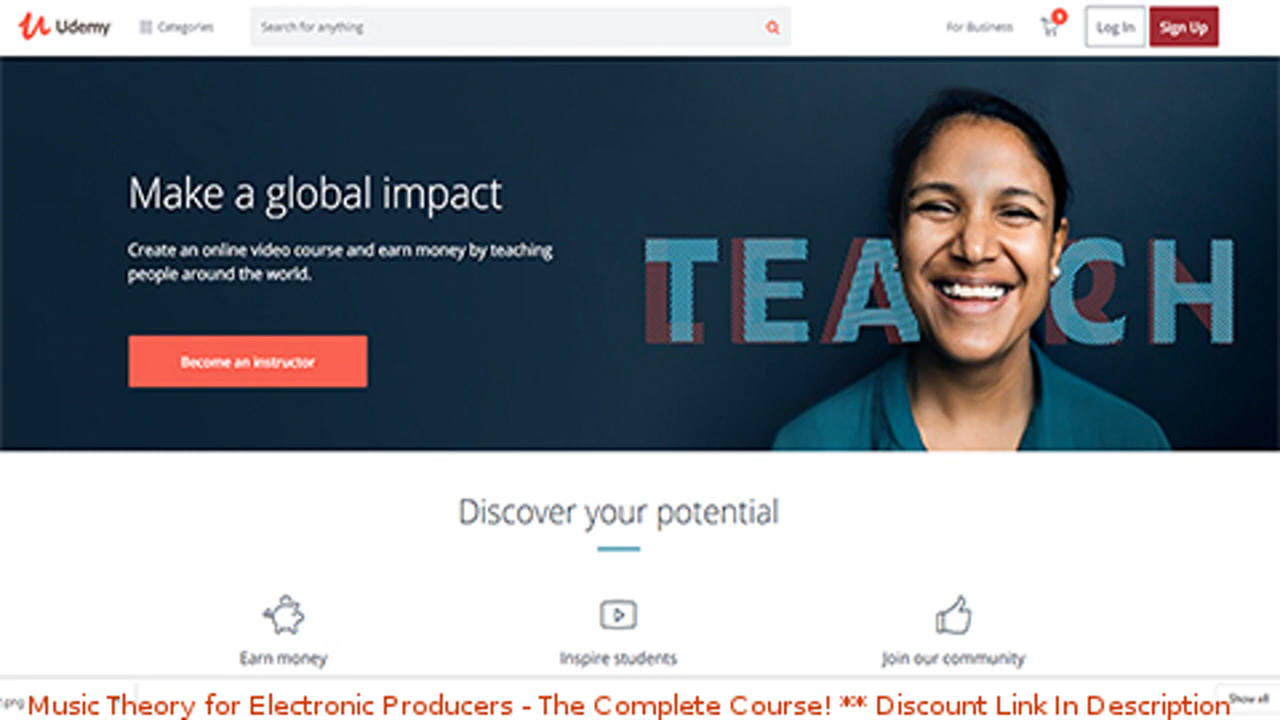 Udemy
Categories
Search for anything
For Business
Log In
Sign Up
Make a global impact
Create an online video course and earn money by teaching
people around the world.
TEACH
Become an instructor
Discover your potential
Earn money
Inspire students
Join our community
Show all
Music Theory for Electronic Producers - The Complete Course! ** Discount Link In Description